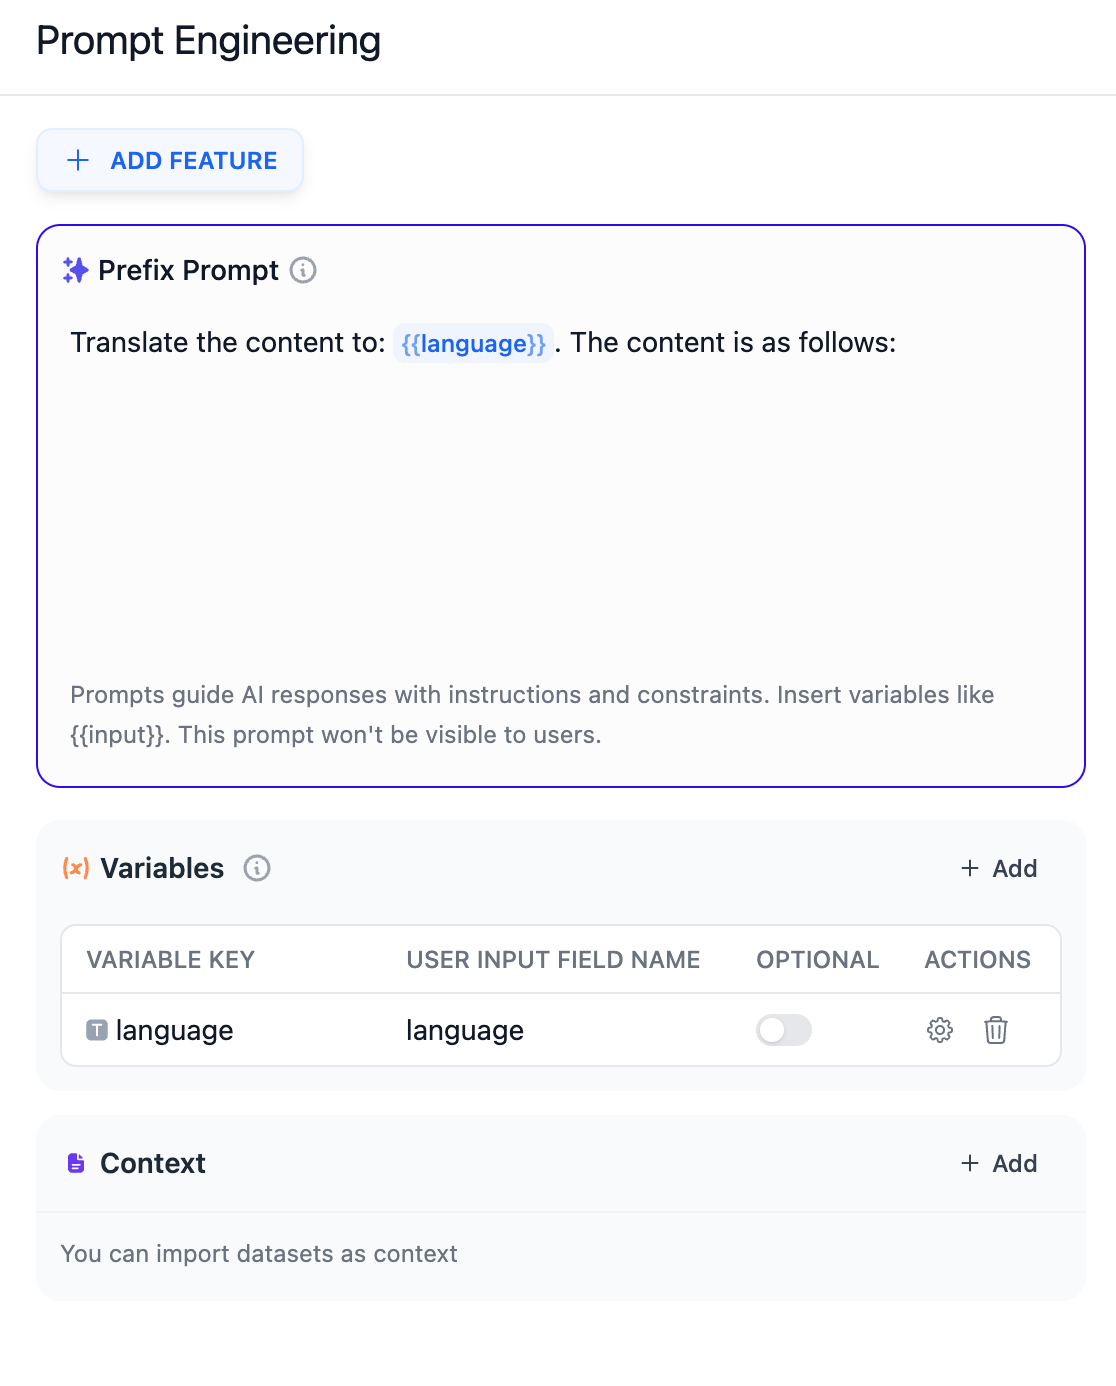 Prompt Engineering
ADD FEATURE
Prefix Prompt
Translate the content to: {{language}}. The content is as follows:
Prompts guide AI responses with instructions and constraints. Insert variables like
{{input}}. This prompt won't be visible to users.
(x) Variables
+ Add
VARIABLE KEY USER INPUT FIELD NAME OPTIONAL ACTIONS
T language language
Context
+ Add
You can import datasets as context